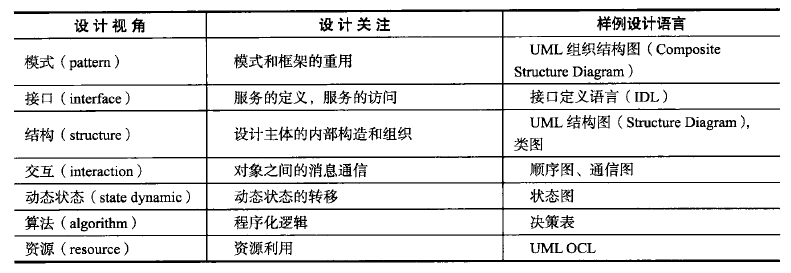 设计视角 设计关注 样例设计语言
模式（pattern） 模式和框架的重用 UML 组织结构图（Composite
Structure Diagram）
接口（interface） 服务的定义，服务的访问 接口定义语言（IDL）
结构（structure） 设计主体的内部构造和组织 UML 结构图（Structure Diagram），
类图
交互（interaction） 对象之间的消息通信 顺序图、通信图
动态状态（state dynamic） 动态状态的转移 状态图
算法（algorithm） 程序化逻辑 决策表
资源（resource） 资源利用 UML OCL